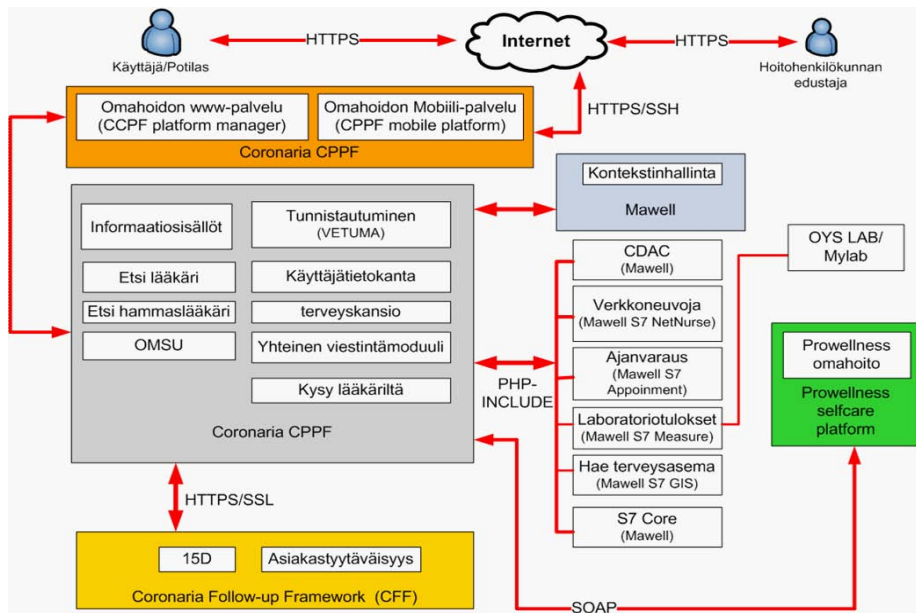 HTTPS
Internet
HTTPS
Käyttäjä/Potilas
Hoitohenkilökunnan
edustaja
HTTPS/SSH
Omahoidon www-palvelu
(CCPF platform manager)
Omahoidon Mobiili-palvelu
(CPPF mobile platform)
Coronaria CPPF
Kontekstinhallinta
Mawell
Informaatiosisällöt
Tunnistautuminen
(VETUMA)
Etsi lääkäri
Käyttäjätietokanta
Etsi hammaslääkäri
terveyskansio
OMSU
Yhteinen viestintämoduuli
Kysy lääkäriltä
Coronaria CPPF
PHP-
INCLUDE
CDAC
(Mawell)
Verkkoneuvoja
(Mawell S7 NetNurse)
Ajanvaraus
(Mawell S7
Appoinment)
Laboratoriotulokset
(Mawell S7 Measure)
Hae terveysasema
(Mawell S7 GIS)
S7 Core
(Mawell)
OYS LAB/
Mylab
Prowellness
omahoito
Prowellness
selfcare
platform
HTTPS/SSL
15D
Asiakastyytäväisyys
Coronaria Follow-up Framework (CFF)
SOAP